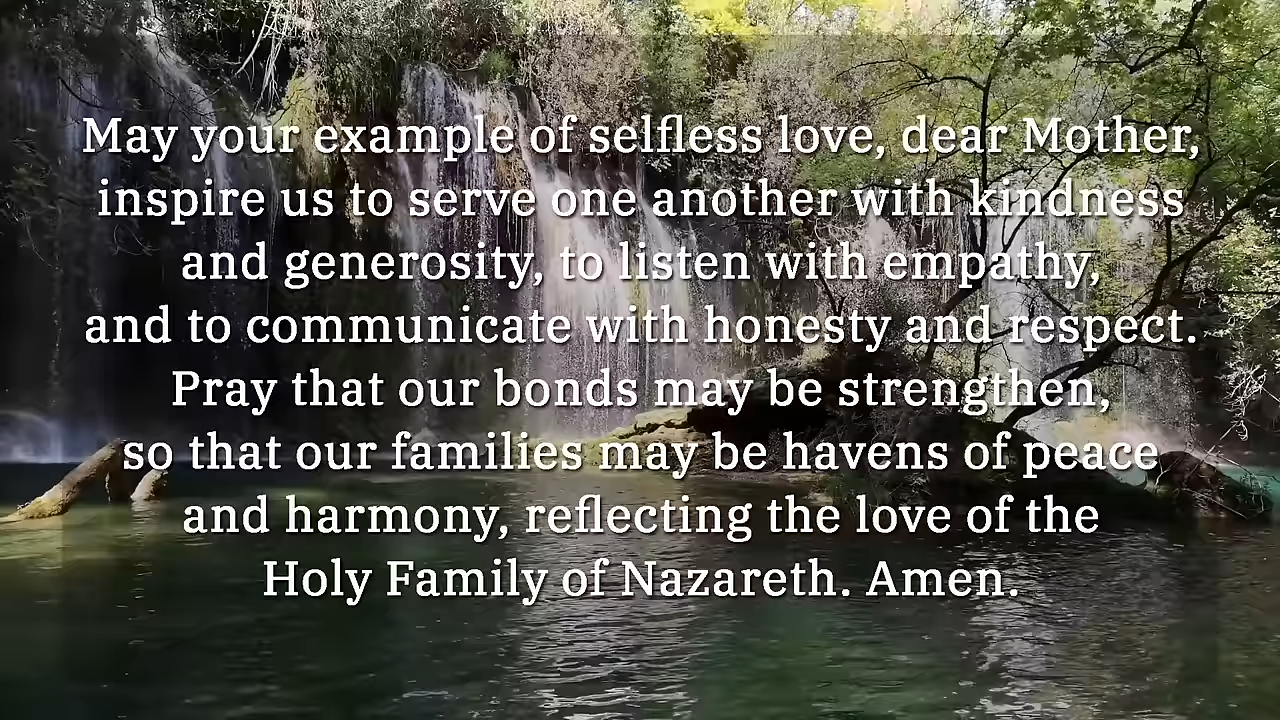 May your example of selfless love, dear Mother,
inspire us to serve one another with kindness
and generosity, to listen with empathy,
and to communicate with honesty and respect.
Pray that our bonds may be strengthen,
so that our families may be havens of peace
and harmony, reflecting the love of the
Holy Family of Nazareth. Amen.